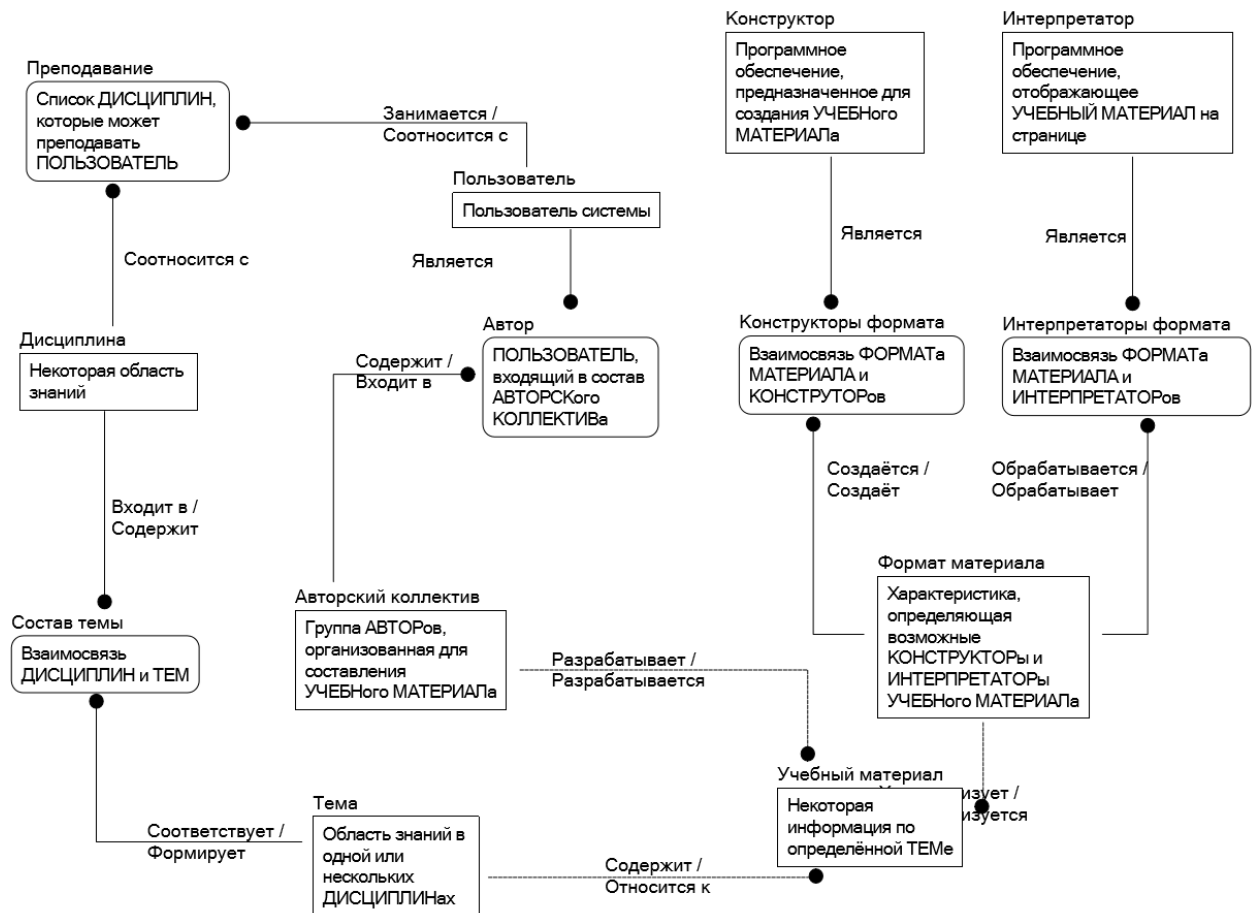 Конструктор
Программное
обеспечение,
предназначенное для
создания УЧЕБНого
МАТЕРИАЛа
Интерпретатор
Программное
обеспечение,
отображающее
УЧЕБНЫЙ МАТЕРИАЛ на
странице
Преподавание
Список ДИСЦИПЛИН,
которые может
преподавать
ПОЛЬЗОВАТЕЛЬ
Занимается /
Соотносится с
Пользователь
Пользователь системы
Соотносится с
Является
Является
Является
Дисциплина
Некоторая область
знаний
Содержит /
Входит в
Автор
ПОЛЬЗОВАТЕЛЬ,
входящий в состав
АВТОРСКого
КОЛЛЕКТИВа
Конструкторы формата
Взаимосвязь ФОРМАТа
МАТЕРИАЛА и
КОНСТРУТОРов
Интерпретаторы формата
Взаимосвязь ФОРМАТа
МАТЕРИАЛА и
ИНТЕРПРЕТАТОРов
Входит в /
Содержит
Создаётся /
Создаёт
Обрабатывается /
Обрабатывает
Состав темы
Взаимосвязь
ДИСЦИПЛИН и ТЕМ
Авторский коллектив
Группа АВТОРов,
организованная для
составления
УЧЕБНого МАТЕРИАЛа
Разрабатывает /
Разрабатывается
Формат материала
Характеристика,
определяющая
возможные
КОНСТРУКТОРы и
ИНТЕРПРЕТАТОРы
УЧЕБНого МАТЕРИАЛа
Соответствует /
Формирует
Тема
Область знаний в
одной или
нескольких
ДИСЦИПЛИНах
Содержит /
Относится к
Учебный материал
Некоторая
информация по
определённой ТЕМе